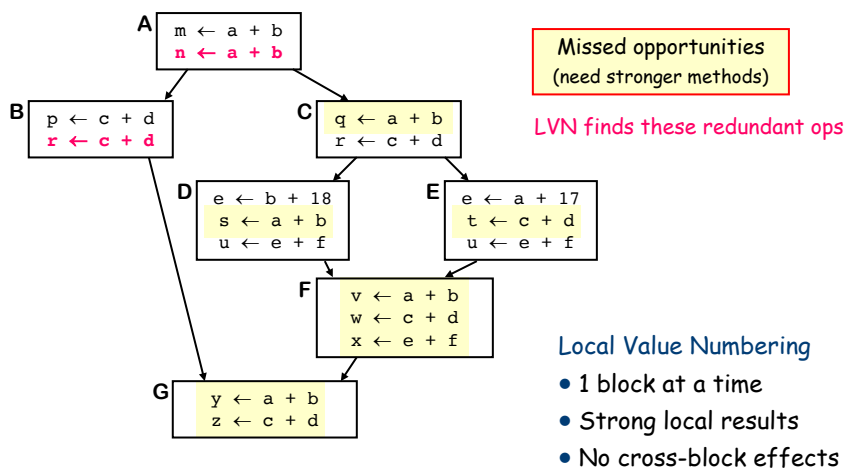 A
m ← a + b
n ← a + b
Missed opportunities
(need stronger methods)
B
p ← c + d
r ← c + d
C
q ← a + b
r ← c + d
LVN finds these redundant ops
D
e ← b + 18
s ← a + b
u ← e + f
E
e ← a + 17
t ← c + d
u ← e + f
F
v ← a + b
w ← c + d
x ← e + f
G
y ← a + b
z ← c + d
Local Value Numbering
• 1 block at a time
• Strong local results
• No cross-block effects